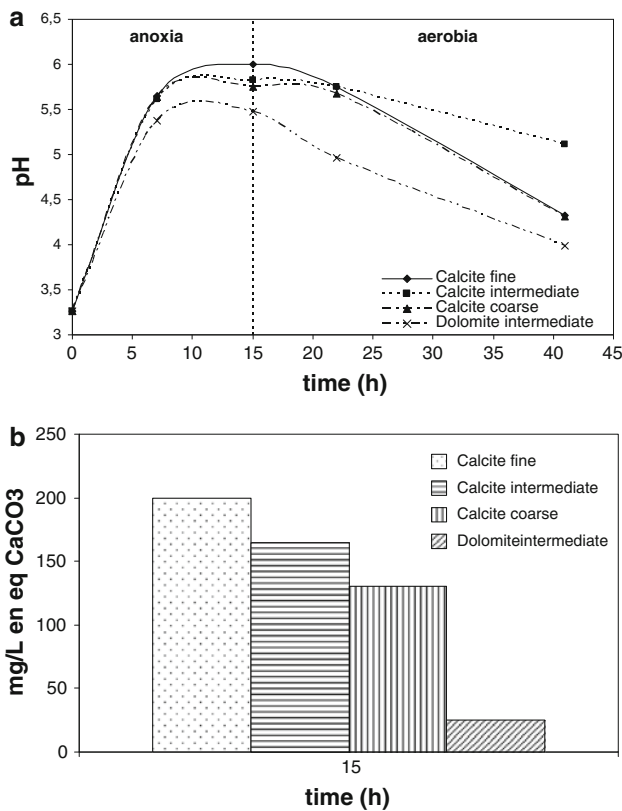 a
anoxia
aerobia
6,5
6
5,5
5
4,5
4
3,5
3
pH
0 5 10 15 20 25 30 35 40 45
time (h)
Calcite fine
Calcite intermediate
Calcite coarse
Dolomite intermediate
b
250
200
150
100
50
0
mg/L en eq CaCO3
Calcite fine
Calcite intermediate
Calcite coarse
Dolomiteintermediate
15
time (h)